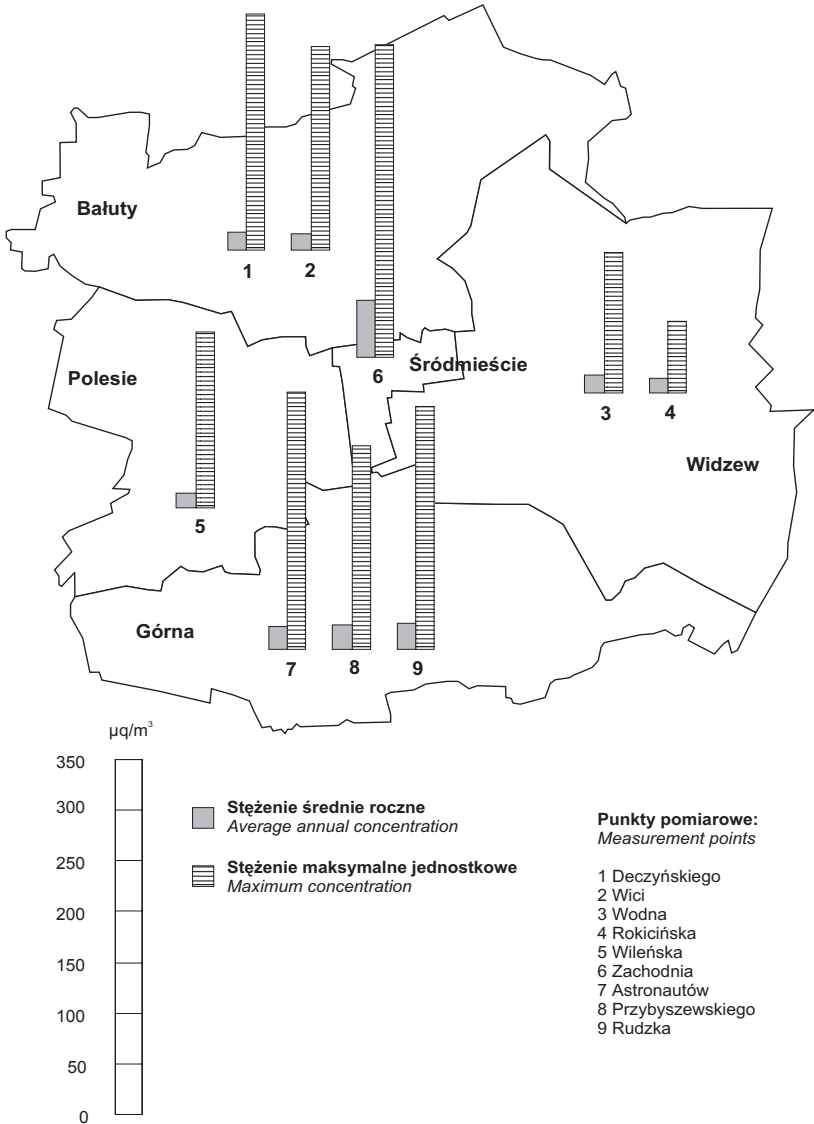 Bałuty
1
2
3
4
Polesie
6
Śródmieście
Widzew
5
Górna
7
8
9
µq/m³
350
300
250
200
150
100
50
0
Stężenie średnie roczne
Average annual concentration
Stężenie maksymalne jednostkowe
Maximum concentration
Punkty pomiarowe:
Measurement points
1 Deczyńskiego
2 Wici
3 Wodna
4 Rokicińska
5 Wileńska
6 Zachodnia
7 Astronautów
8 Przybyszewskiego
9 Rudzka